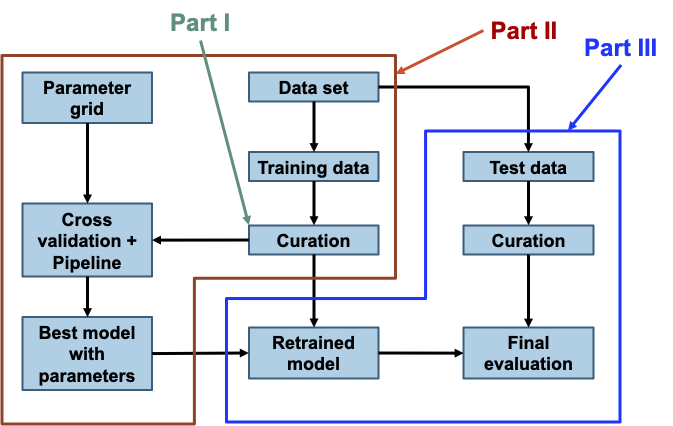 Part I
Part II
Part III
Parameter
grid
Data set
Training data
Test data
Cross
validation +
Pipeline
Curation
Curation
Best model
with
parameters
Retrained
model
Final
evaluation